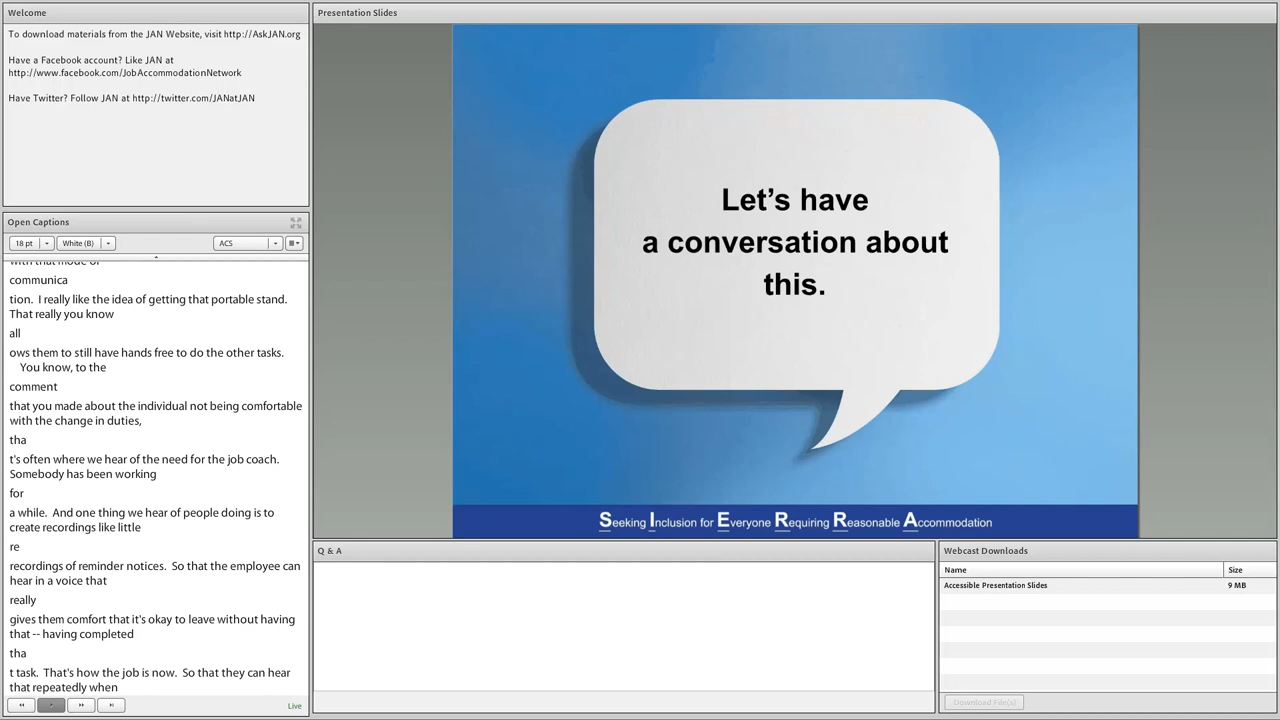 Welcome
To download materials from the JAN Website, visit http://AskJAN.org
Have a Facebook account? Like JAN at
http://www.facebook.com/JobAccommodationNetwork
Have Twitter? Follow JAN at http://twitter.com/JANatJAN
Open Captions
18 pt White (B) ACS
with that mode of
communica
tion. I really like the idea of getting that portable stand.
That really you know
all
ows them to still have hands free to do the other tasks.
You know, to the
comment
that you made about the individual not being comfortable
with the change in duties,
tha
t's often where we hear of the need for the job coach.
Somebody has been working
for
a while. And one thing we hear of people doing is to
create recordings like little
re
recordings of reminder notices. So that the employee can
hear in a voice that
really
gives them comfort that it's okay to leave without having
that -- having completed
tha
t task. That's how the job is now. So that they can hear
that repeatedly when
Live
Presentation Slides
Let's have
a conversation about
this.
Seeking Inclusion for Everyone Requiring Reasonable Accommodation
Q & A
Webcast Downloads
Name Size
Accessible Presentation Slides 9 MB
Download File(s)